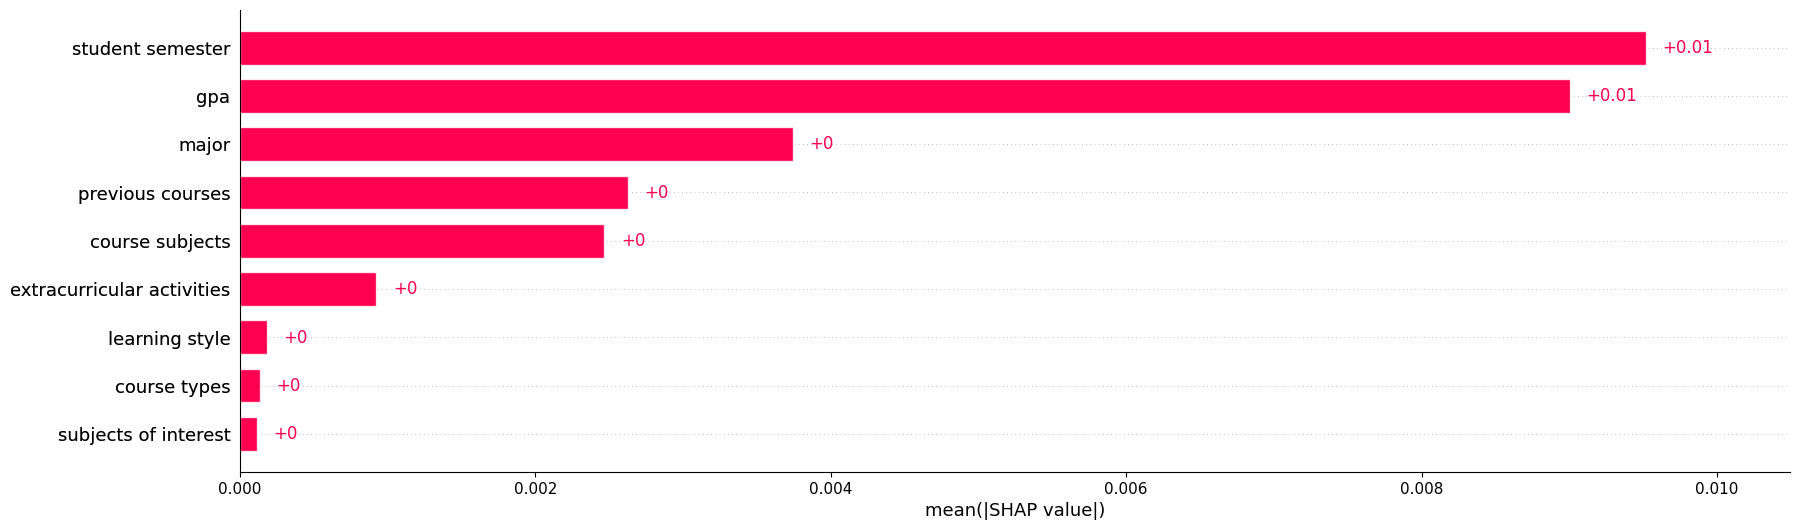 student semester +0.01
gpa +0.01
major +0
previous courses +0
course subjects +0
extracurricular activities +0
learning style +0
course types +0
subjects of interest +0
0.000 0.002 0.004 0.006 0.008 0.010
mean(|SHAP value|)